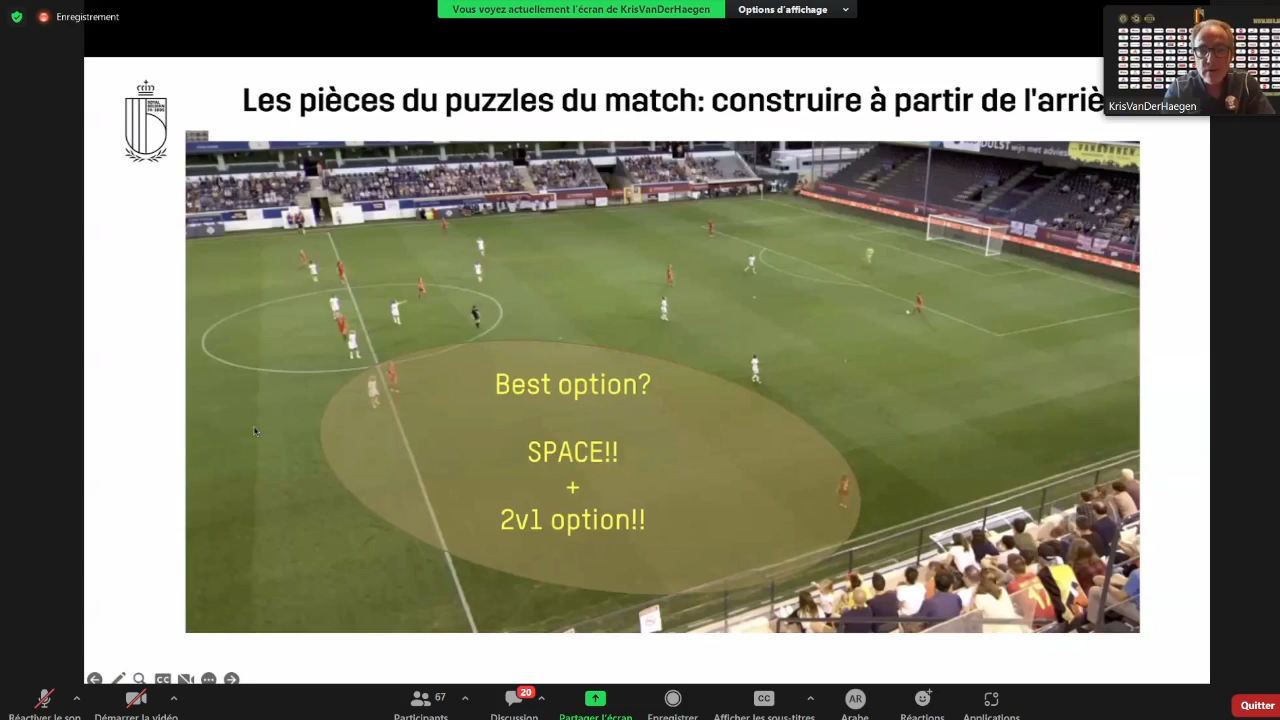 Enregistrement
Vous voyez actuellement l'écran de KrisVanDerHaegen
Options d'affichage
KrisVanDerHaegen
Les pièces du puzzles du match: construire à partir de l'arriè
Best option?
SPACE!!
+
2v1 option!!
67
20
CC
AR
Réactiver le son
Démarrer la vidéo
Participants
Discussion
Partager l'écran
Enregistrer
Afficher les sous-titres
Arabe
Réactions
Applications
Quitter